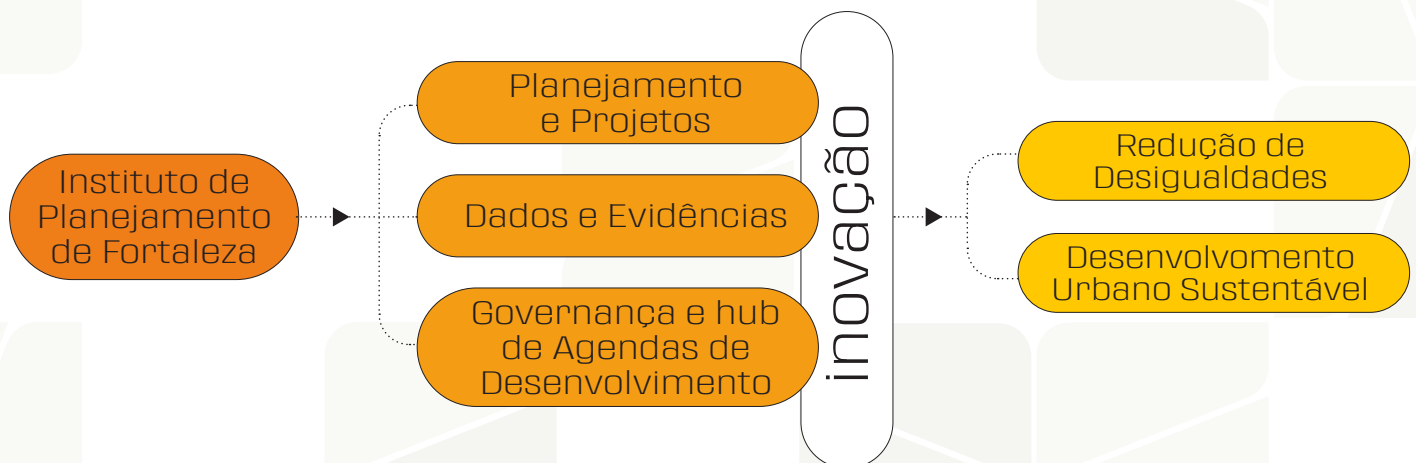 Instituto de
Planejamento
de Fortaleza
Planejamento
e Projetos
Dados e Evidências
Governança e hub
de Agendas de
Desenvolvimento
inovação
Redução de
Desigualdades
Desenvolvomento
Urbano Sustentável